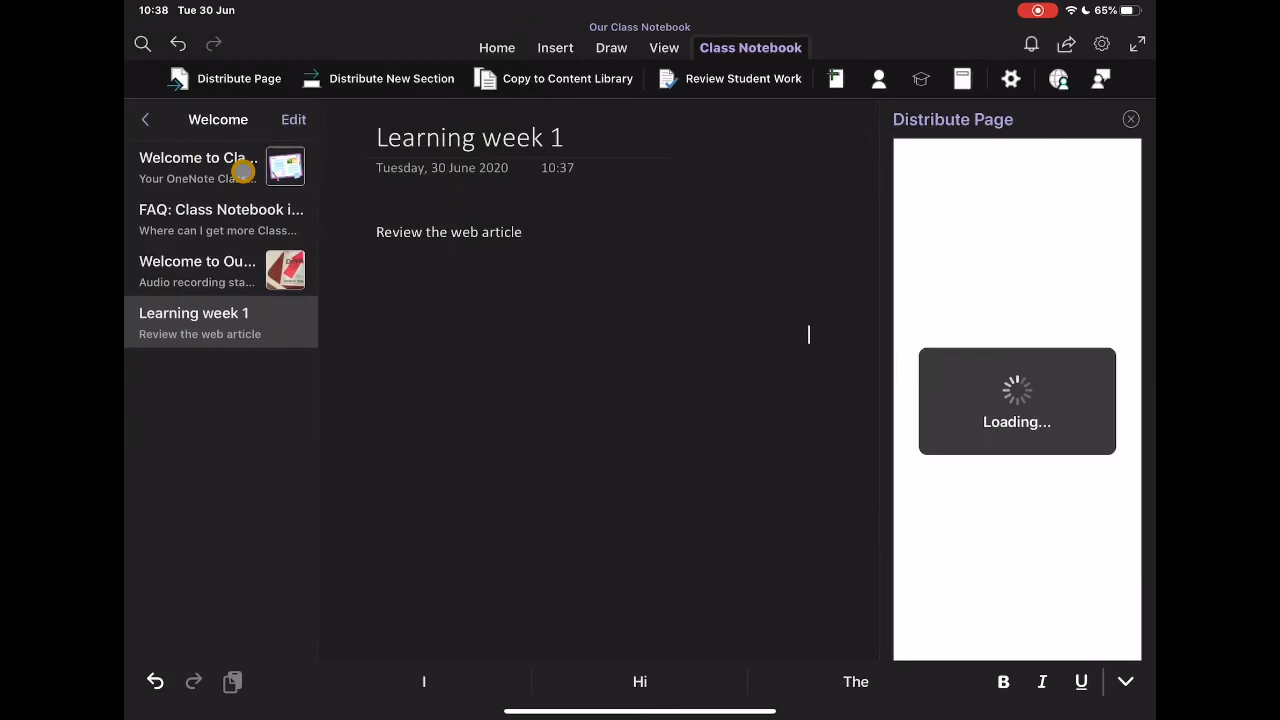 10:38 Tue 30 Jun 65%
Our Class Notebook
Home Insert Draw View Class Notebook
Distribute Page Distribute New Section Copy to Content Library Review Student Work
Welcome Edit
Welcome to Cla...
Your OneNote Clas...
FAQ: Class Notebook i...
Where can I get more Class...
Welcome to Ou...
Audio recording sta...
Learning week 1
Review the web article
Learning week 1
Tuesday, 30 June 2020 10:37
Review the web article
Distribute Page
Loading...
I Hi The B I U